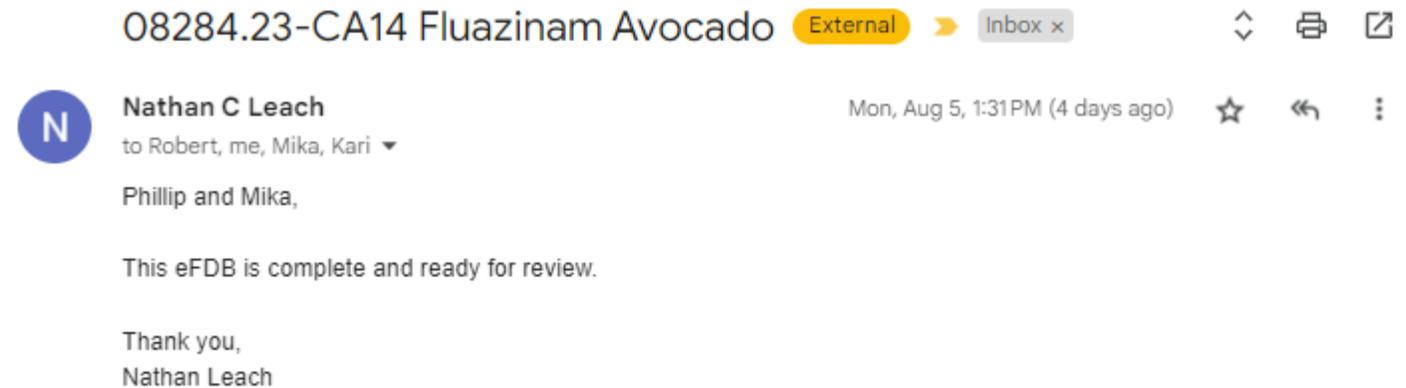 08284.23-CA14 Fluazinam Avocado External Inbox ×
N
Nathan C Leach Mon, Aug 5, 1:31 PM (4 days ago)
to Robert, me, Mika, Kari
Phillip and Mika,
This eFDB is complete and ready for review.
Thank you,
Nathan Leach